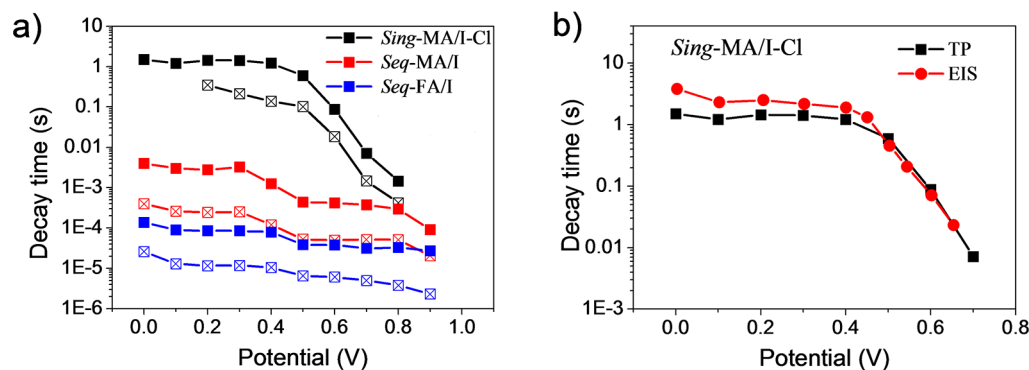 a)
Decay time (s)
10
1
0.1
0.01
1E-3
1E-4
1E-5
1E-6
Sing-MA/I-Cl
Seq-MA/I
Seq-FA/I
0.0 0.2 0.4 0.6 0.8 1.0
Potential (V)
b)
Decay time (s)
10
1
0.1
0.01
1E-3
Sing-MA/I-Cl
TP
EIS
0.0 0.2 0.4 0.6 0.8
Potential (V)